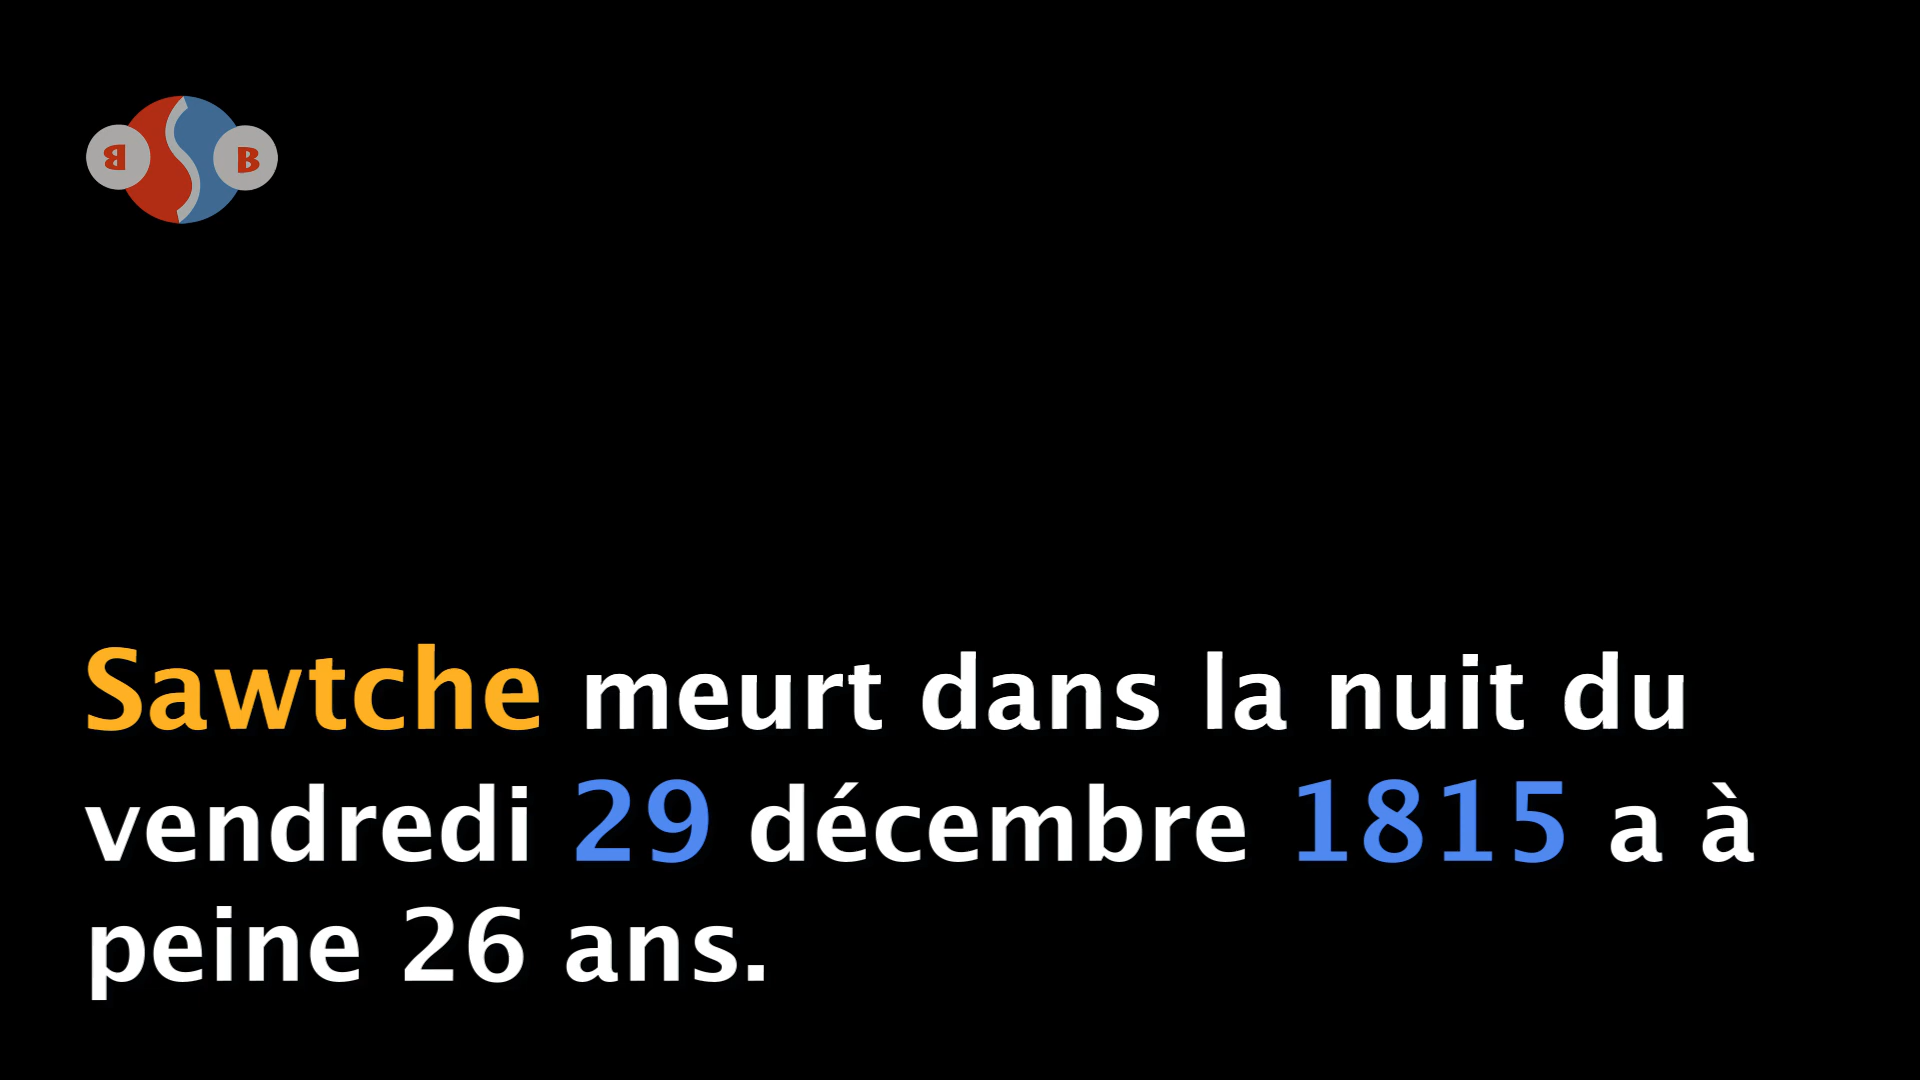 B B
Sawtche meurt dans la nuit du
vendredi 29 décembre 1815 a à
peine 26 ans.